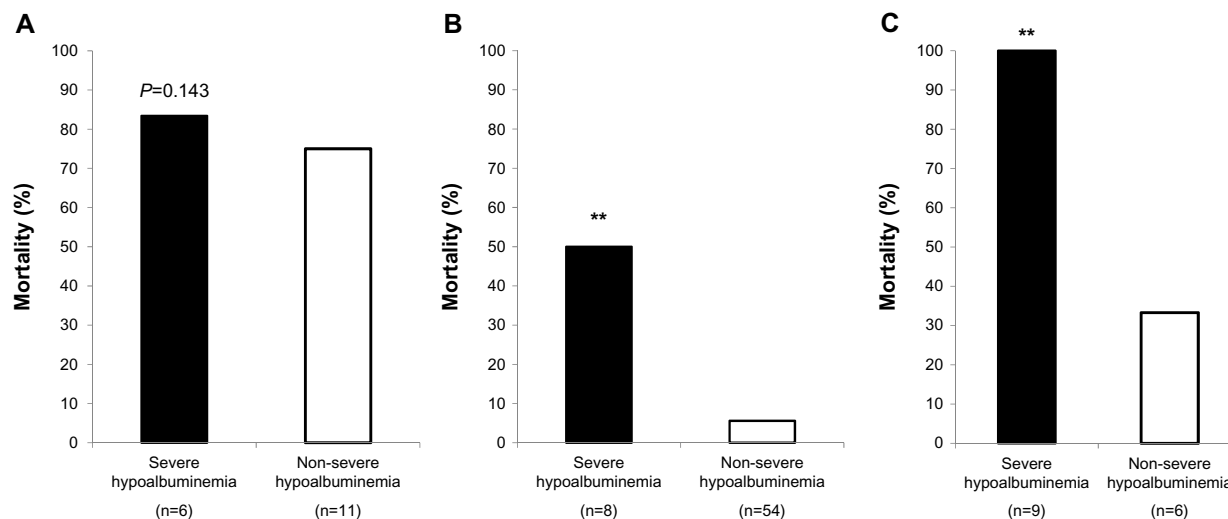 A
Mortality (%)
100
90
80
70
60
50
40
30
20
10
0
P=0.143
Severe
hypoalbuminemia
(n=6)
Non-severe
hypoalbuminemia
(n=11)
B
Mortality (%)
100
90
80
70
60
50
40
30
20
10
0
**
Severe
hypoalbuminemia
(n=8)
Non-severe
hypoalbuminemia
(n=54)
C
Mortality (%)
100
90
80
70
60
50
40
30
20
10
0
**
Severe
hypoalbuminemia
(n=9)
Non-severe
hypoalbuminemia
(n=6)